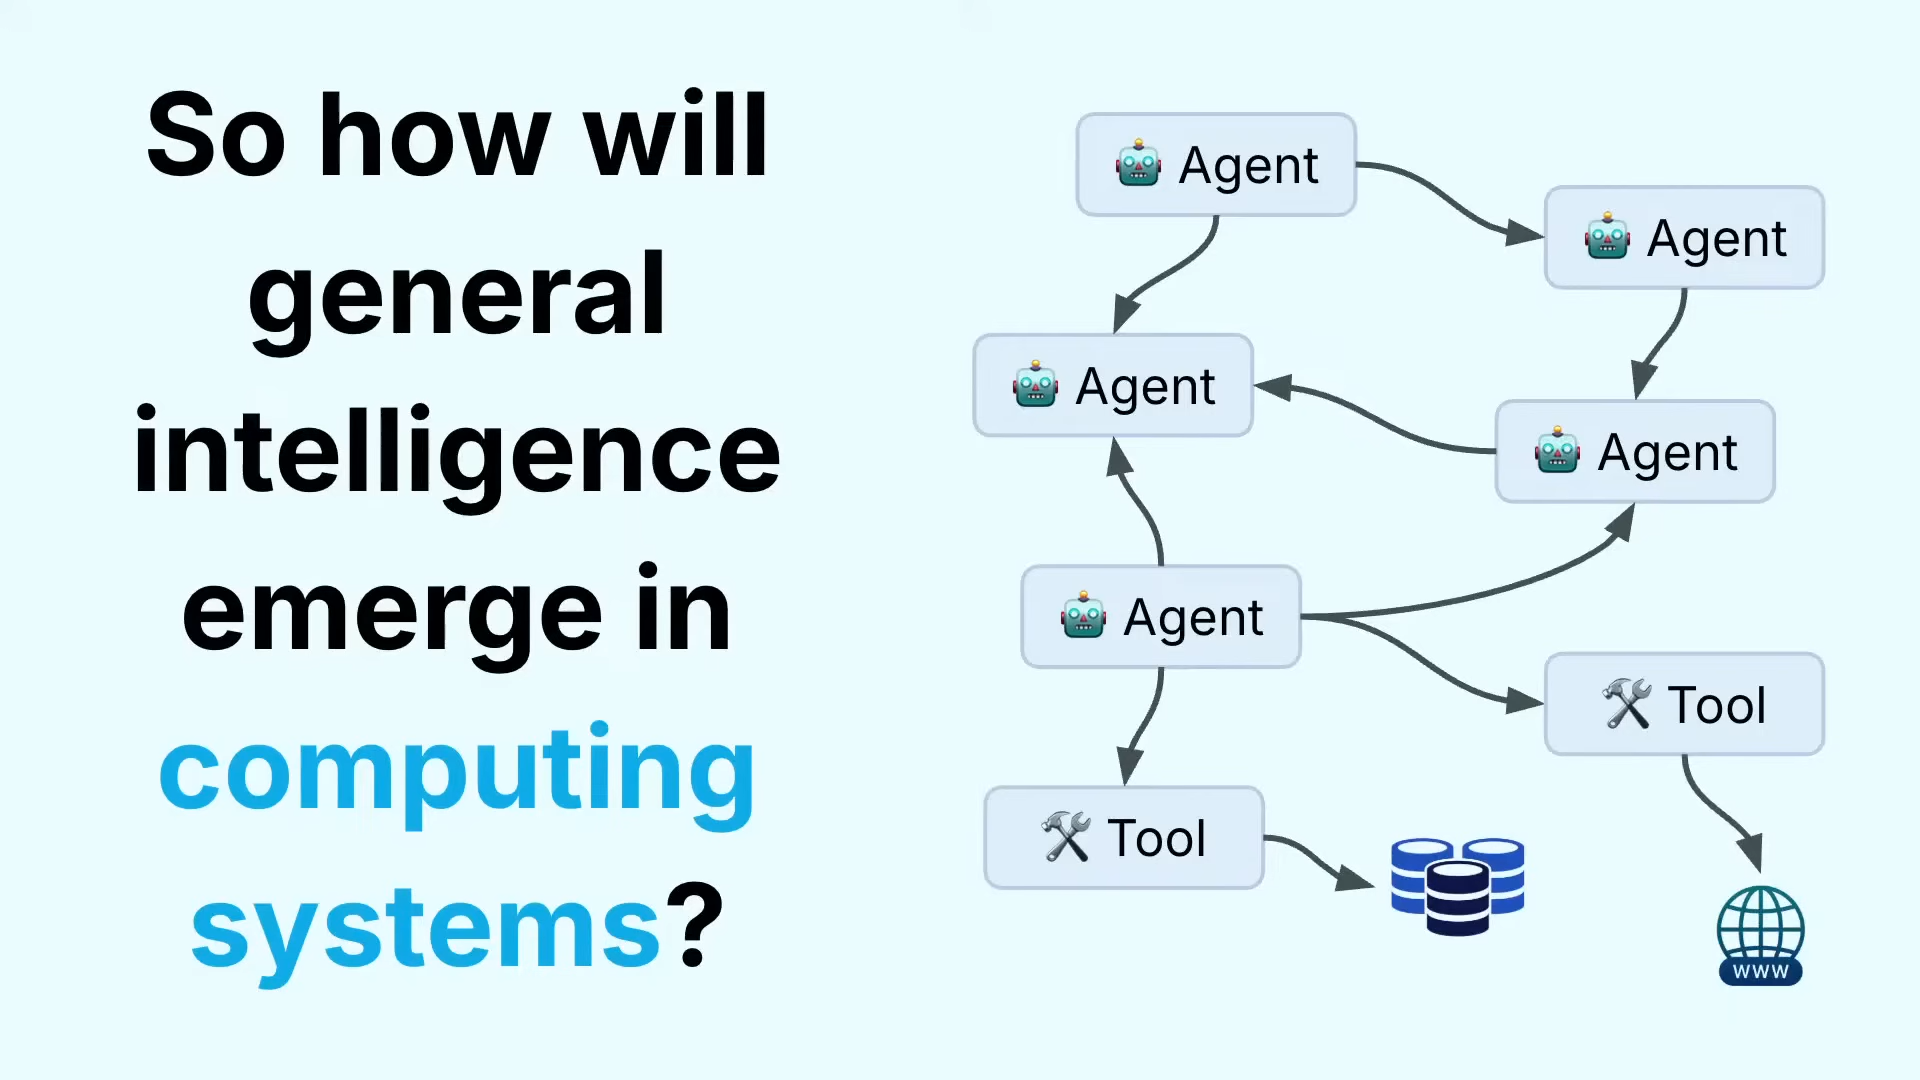 So how will
general
intelligence
emerge in
computing
systems?
Agent
Agent
Agent
Agent
Agent
Tool
Tool
www